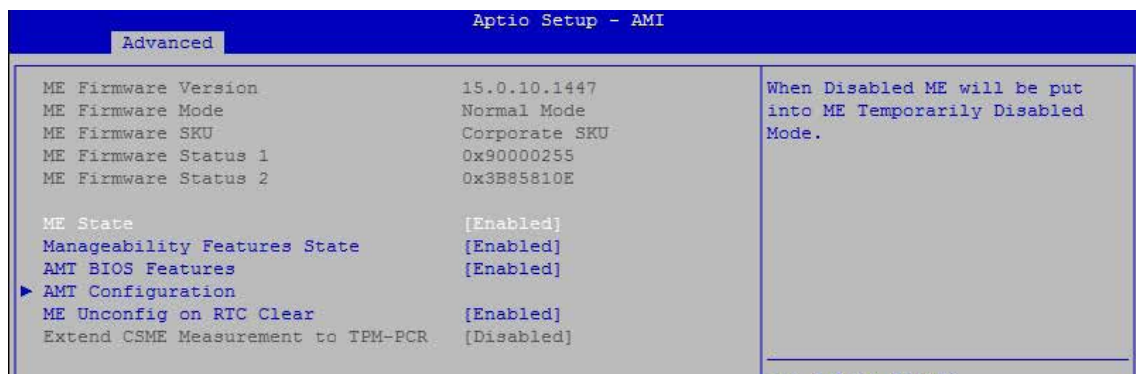 Aptio Setup - AMI
Advanced
ME Firmware Version 15.0.10.1447
ME Firmware Mode Normal Mode
ME Firmware SKU Corporate SKU
ME Firmware Status 1 0x90000255
ME Firmware Status 2 0x3B85810E
ME State [Enabled]
Manageability Features State [Enabled]
AMT BIOS Features [Enabled]
► AMT Configuration
ME Unconfig on RTC Clear [Enabled]
Extend CSME Measurement to TPM-PCR [Disabled]
When Disabled ME will be put
into ME Temporarily Disabled
Mode.